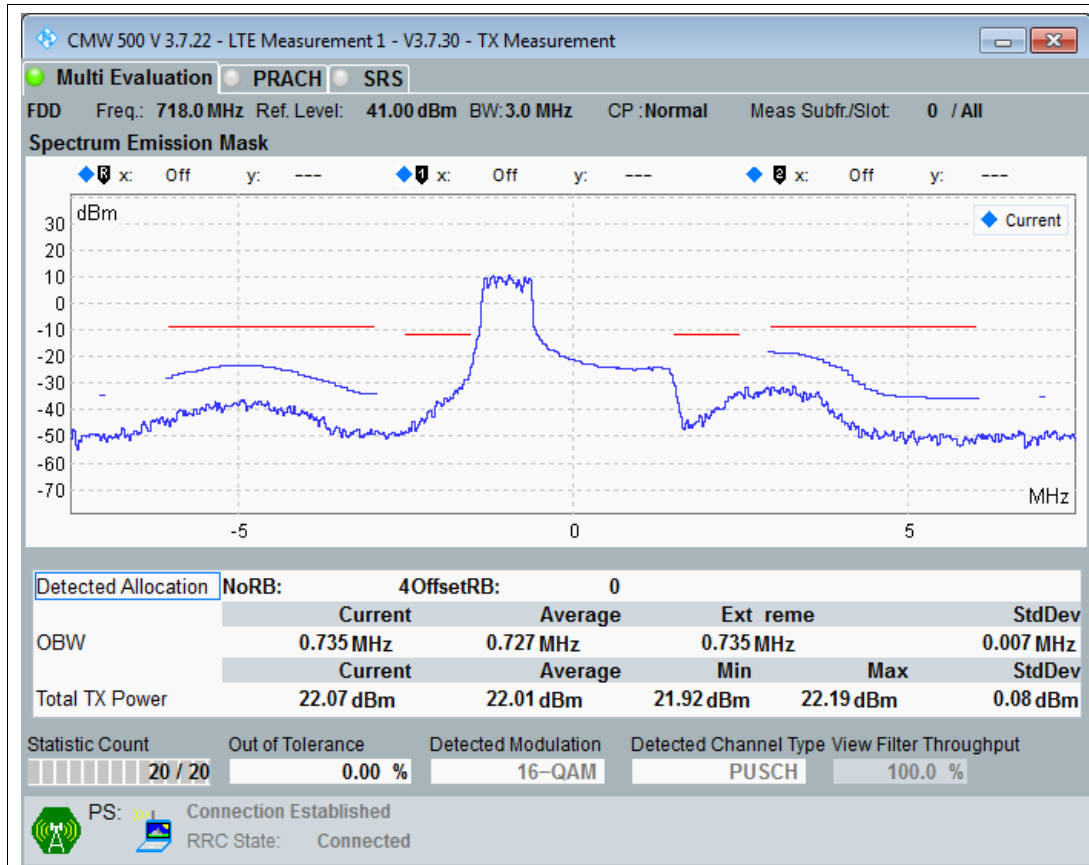 CMW 500 V 3.7.22 - LTE Measurement 1 - V3.7.30 - TX Measurement
Multi Evaluation PRACH SRS
FDD Freq.: 718.0 MHz Ref. Level: 41.00 dBm BW: 3.0 MHz CP : Normal Meas Subfr./Slot: 0 / All
Spectrum Emission Mask
R x: Off y: --- 1 x: Off y: --- 2 x: Off y: ---
dBm
Current
30
20
10
0
-10
-20
-30
-40
-50
-60
-70
MHz
-5 0 5
Detected Allocation NoRB: 4 OffsetRB: 0
Current Average Ext reme StdDev
OBW 0.735 MHz 0.727 MHz 0.735 MHz 0.007 MHz
Current Average Min Max StdDev
Total TX Power 22.07 dBm 22.01 dBm 21.92 dBm 22.19 dBm 0.08 dBm
Statistic Count Out of Tolerance Detected Modulation Detected Channel Type View Filter Throughput
20 / 20 0.00 % 16-QAM PUSCH 100.0 %
PS: Connection Established
RRC State: Connected